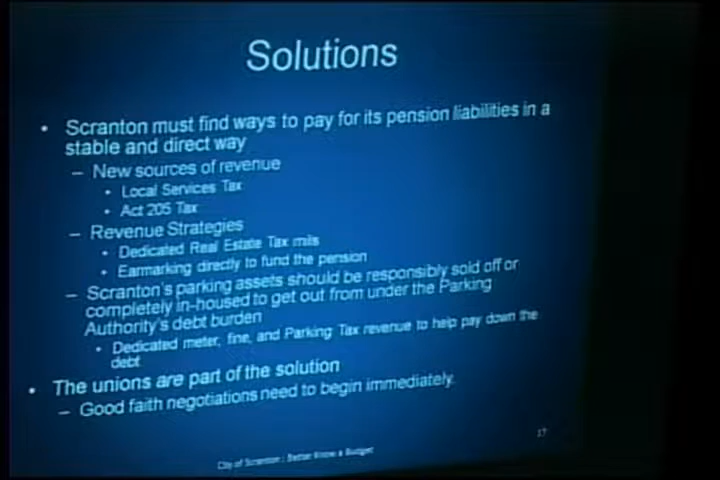 Solutions
• Scranton must find ways to pay for its pension liabilities in a
stable and direct way
– New sources of revenue
• Local Services Tax
• Act 205 Tax
– Revenue Strategies
• Dedicated Real Estate Tax mils
• Earmarking directly to fund the pension
– Scranton's parking assets should be responsibly sold off or
completely in-housed to get out from under the Parking
Authority's debt burden
• Dedicated meter, fine, and Parking Tax revenue to help pay down the
debt
• The unions are part of the solution
– Good faith negotiations need to begin immediately.
17
City of Scranton : Better Know a Budget